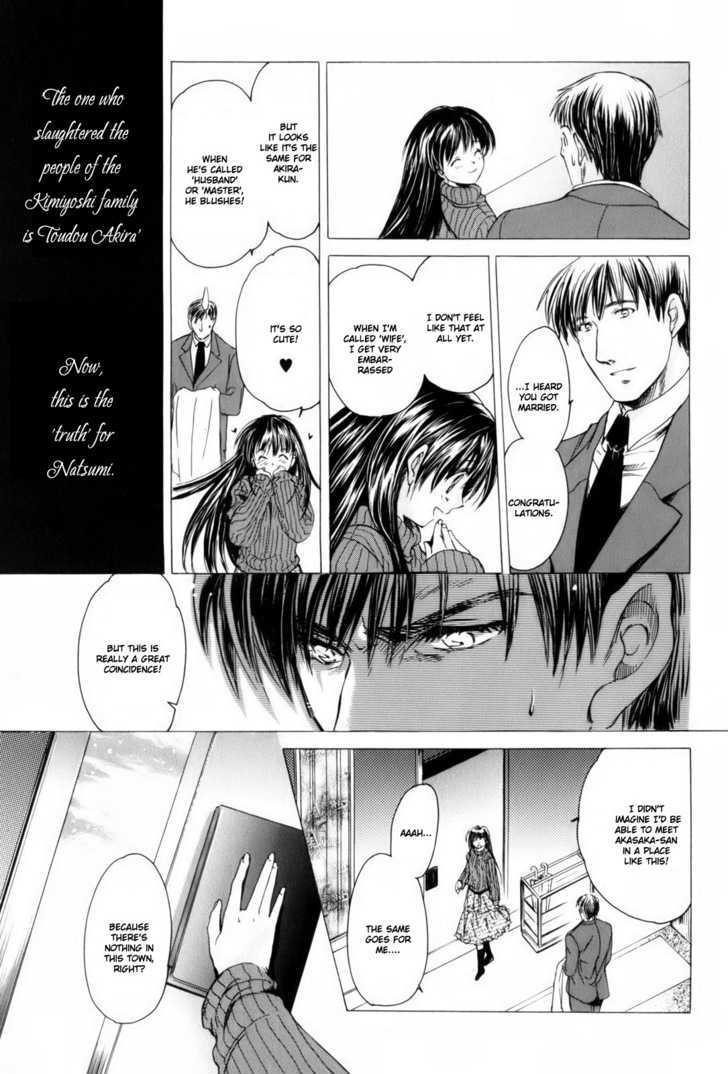 ...I HEARD
YOU GOT
MARRIED.
CONGRATU-
LATIONS.
I DON'T FEEL
LIKE THAT AT
ALL YET.
WHEN I'M
CALLED 'WIFE',
I GET VERY
EMBAR-
RASSED
BUT
IT LOOKS
LIKE IT'S THE
SAME FOR
AKIRA-
KUN.
WHEN
HE'S CALLED
'HUSBAND'
OR 'MASTER',
HE BLUSHES!
IT'S SO
CUTE!
♥
The one who
slaughtered the
people of the
Kimiyoshi family
is Toudou Akira'
Now,
this is the
'truth' for
Natsumi.
BUT THIS IS
REALLY A GREAT
COINCIDENCE!
I DIDN'T
IMAGINE I'D BE
ABLE TO MEET
AKASAKA-SAN
IN A PLACE
LIKE THIS!
AAAH...
THE SAME
GOES FOR
ME....
BECAUSE
THERE'S
NOTHING IN
THIS TOWN,
RIGHT?